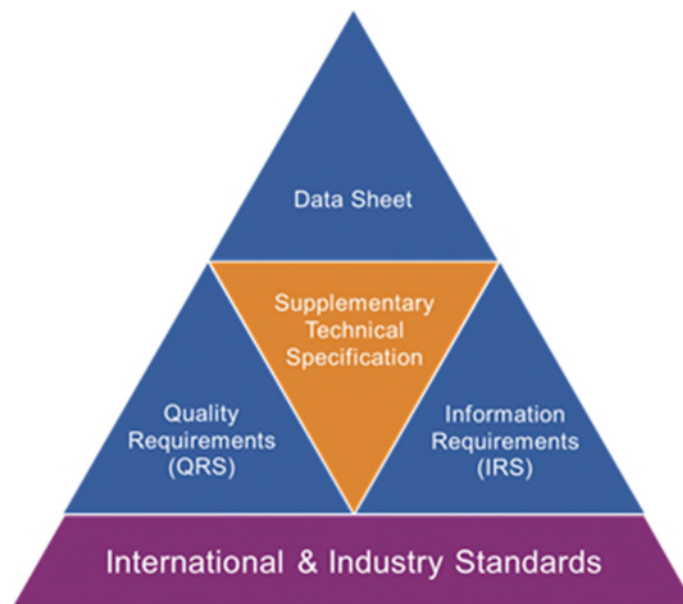 Data Sheet
Supplementary
Technical
Specification
Quality
Requirements
(QRS)
Information
Requirements
(IRS)
International & Industry Standards